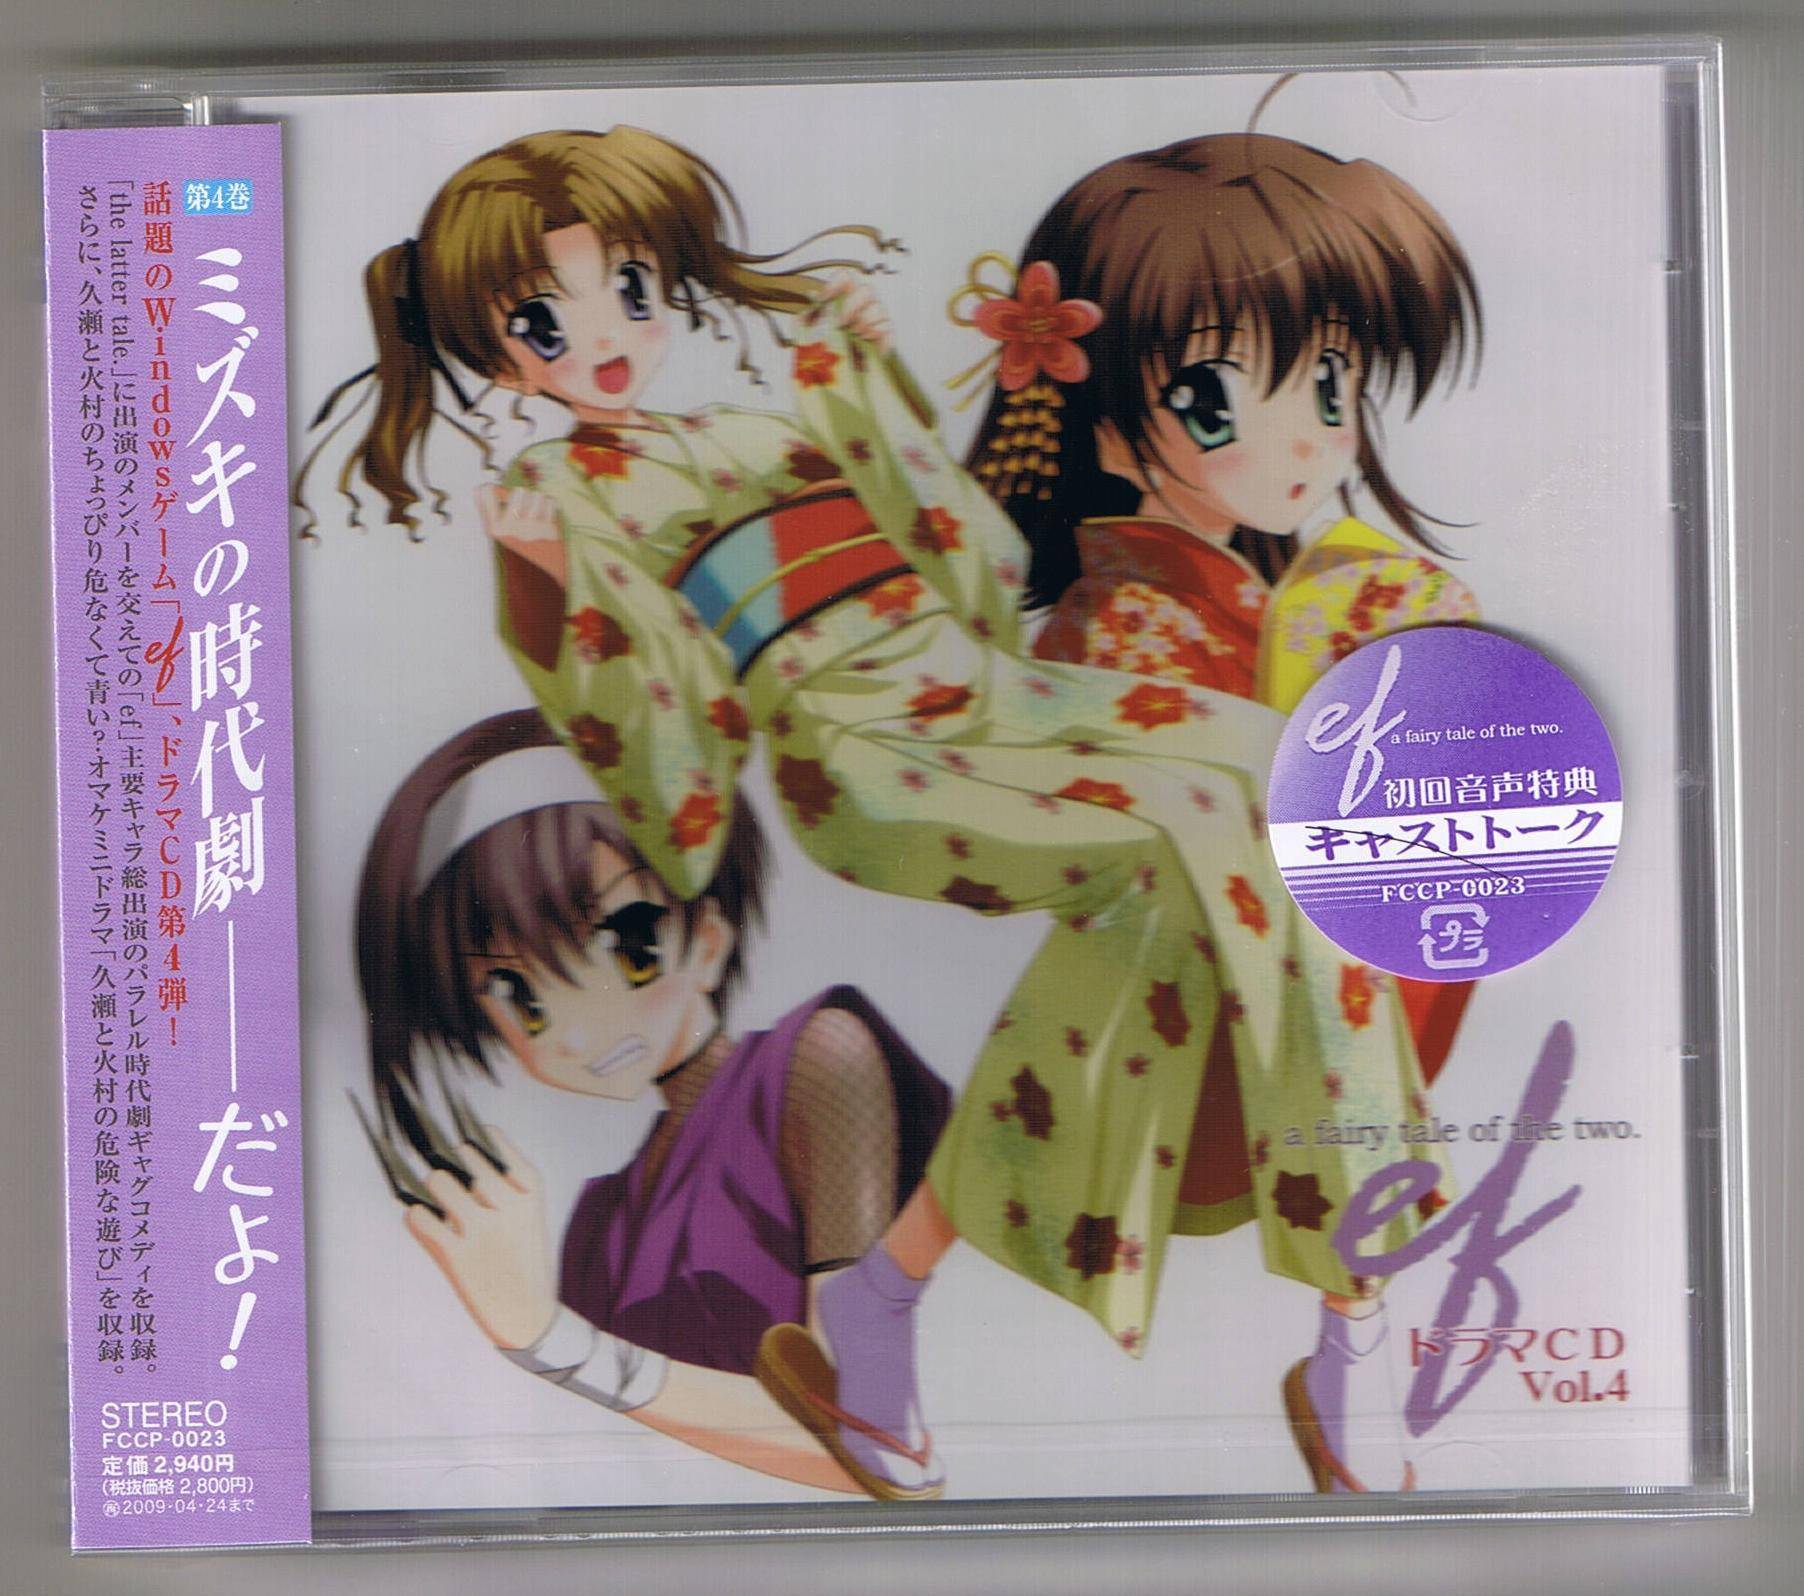 第4巻
ミズキの時代劇――だよ!
話題のWindowsゲーム「ef」、ドラマCD第4弾!
「the latter tale.」に出演のメンバーを交えての「ef」主要キャラ総出演のパラレル時代劇ギャグコメディを収録。
さらに、久瀬と火村のちょっぴり危なくて青い?オマケミニドラマ「久瀬と火村の危険な遊び」を収録。
STEREO
FCCP-0023
定価2,940円
(税抜価格2,800円)
再2009・04・24まで
ef
a fairy tale of the two.
初回音声特典
キャストトーク
FCCP-0023
プラ
a fairy tale of the two.
ef
ドラマCD
Vol.4